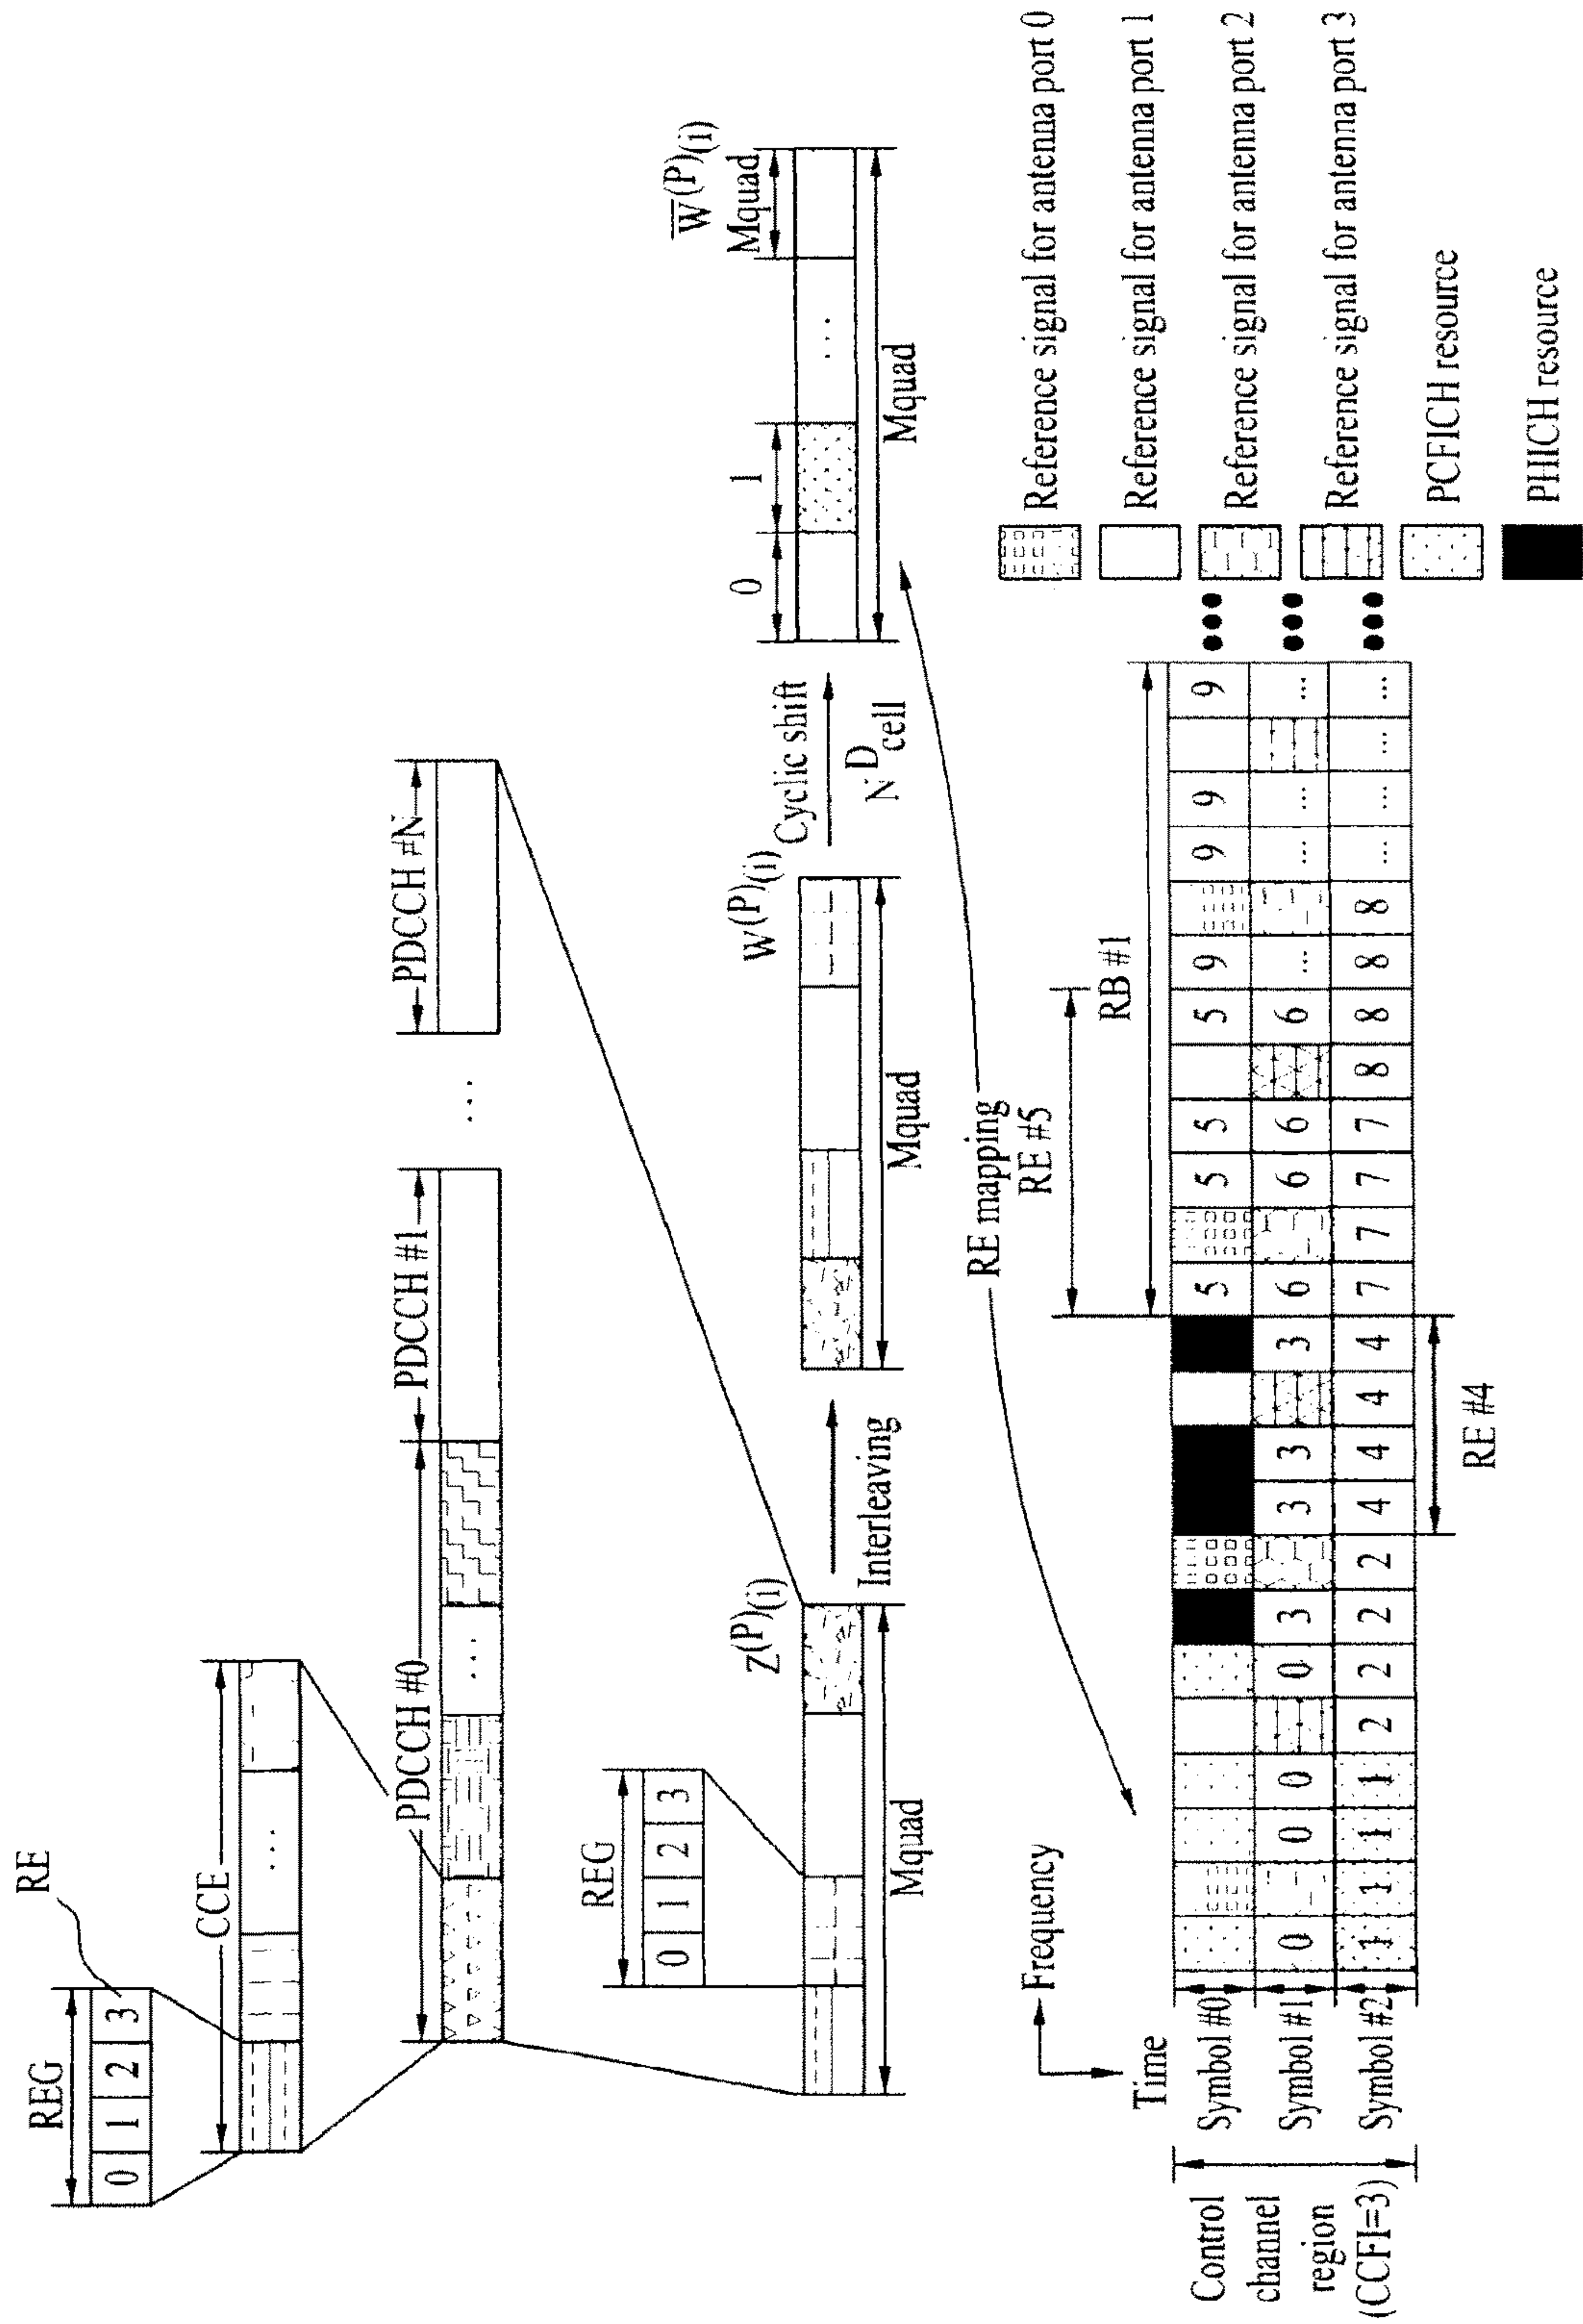 REG
RE
0 1 2 3
CCE
...
PDCCH #0
PDCCH #1
PDCCH #N
...
...
REG
0 1 2 3
Z(P)(i)
Mquad
Interleaving
W(P)(i)
Mquad
Cyclic shift
N D cell
W̅(P)(i)
0
1
Mquad
...
Mquad
RE mapping
RE #5
RB #1
Frequency
Time
Control channel region (CCFI=3)
Symbol #0
5 5 5 5 9 9 9 9 •••
Symbol #1
0 0 0 0 3 3 3 3 6 6 6 6 ... ... ... ... •••
Symbol #2
1 1 1 1 2 2 2 2 4 4 4 4 7 7 7 7 8 8 8 8 ... ... ... ... •••
RE #4
Reference signal for antenna port 0
Reference signal for antenna port 1
Reference signal for antenna port 2
Reference signal for antenna port 3
PCFICH resource
PHICH resource